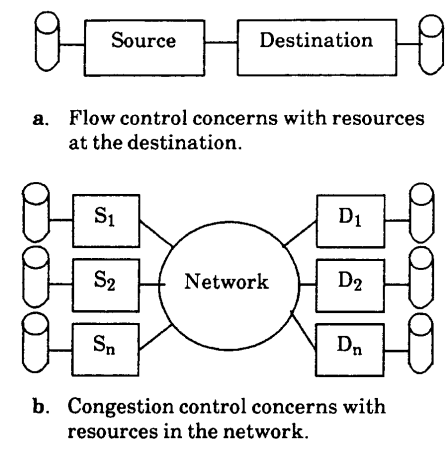 Source Destination
a. Flow control concerns with resources
at the destination.
S1 D1
S2 Network D2
Sn Dn
b. Congestion control concerns with
resources in the network.